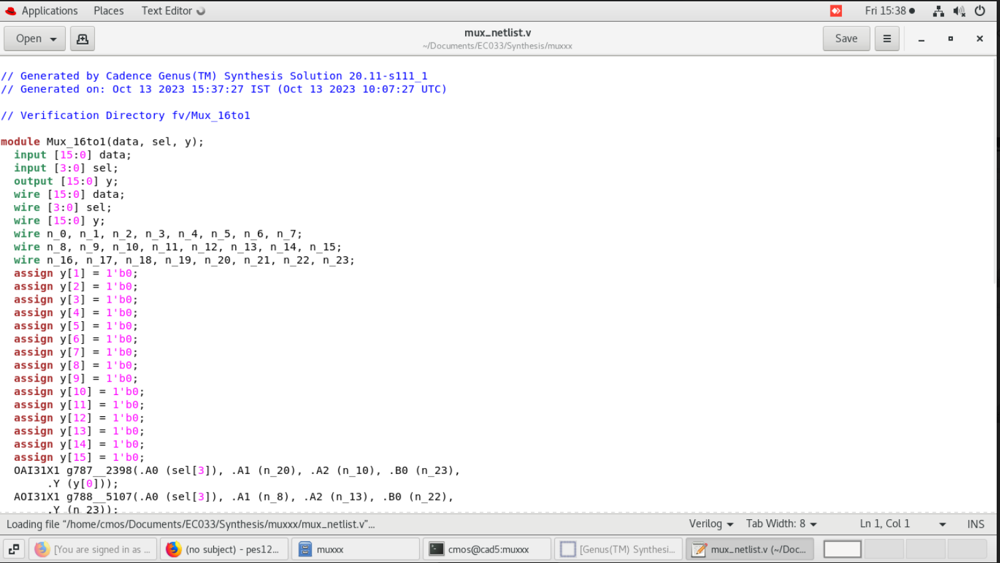 Applications Places Text Editor Fri 15:38
Open mux_netlist.v Save
~/Documents/EC033/Synthesis/muxxx
// Generated by Cadence Genus(TM) Synthesis Solution 20.11-s111_1
// Generated on: Oct 13 2023 15:37:27 IST (Oct 13 2023 10:07:27 UTC)
// Verification Directory fv/Mux_16to1
module Mux_16to1(data, sel, y);
input [15:0] data;
input [3:0] sel;
output [15:0] y;
wire [15:0] data;
wire [3:0] sel;
wire [15:0] y;
wire n_0, n_1, n_2, n_3, n_4, n_5, n_6, n_7;
wire n_8, n_9, n_10, n_11, n_12, n_13, n_14, n_15;
wire n_16, n_17, n_18, n_19, n_20, n_21, n_22, n_23;
assign y[1] = 1'b0;
assign y[2] = 1'b0;
assign y[3] = 1'b0;
assign y[4] = 1'b0;
assign y[5] = 1'b0;
assign y[6] = 1'b0;
assign y[7] = 1'b0;
assign y[8] = 1'b0;
assign y[9] = 1'b0;
assign y[10] = 1'b0;
assign y[11] = 1'b0;
assign y[12] = 1'b0;
assign y[13] = 1'b0;
assign y[14] = 1'b0;
assign y[15] = 1'b0;
OAI31X1 g787__2398(.A0 (sel[3]), .A1 (n_20), .A2 (n_10), .B0 (n_23),
.Y (y[0]));
AOI31X1 g788__5107(.A0 (sel[3]), .A1 (n_8), .A2 (n_13), .B0 (n_22),
.Y (n_23));
Loading file “/home/cmos/Documents/EC033/Synthesis/muxxx/mux_netlist.v”... Verilog Tab Width: 8 Ln 1, Col 1 INS
[You are signed in as ... (no subject) - pes12... muxxx cmos@cad5:muxxx [Genus(TM) Synthesi... mux_netlist.v (~/Doc...